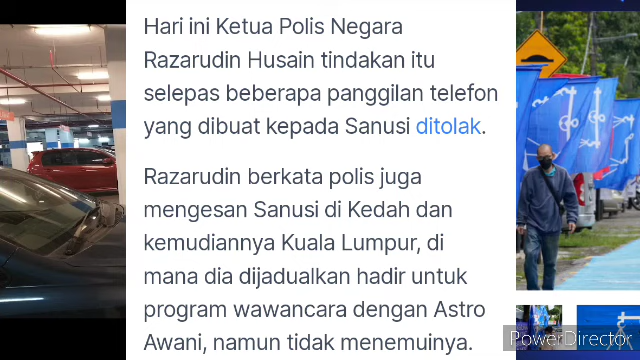 Hari ini Ketua Polis Negara
Razarudin Husain tindakan itu
selepas beberapa panggilan telefon
yang dibuat kepada Sanusi ditolak.
Razarudin berkata polis juga
mengesan Sanusi di Kedah dan
kemudiannya Kuala Lumpur, di
mana dia dijadualkan hadir untuk
program wawancara dengan Astro
Awani, namun tidak menemuinya.
PowerDirector